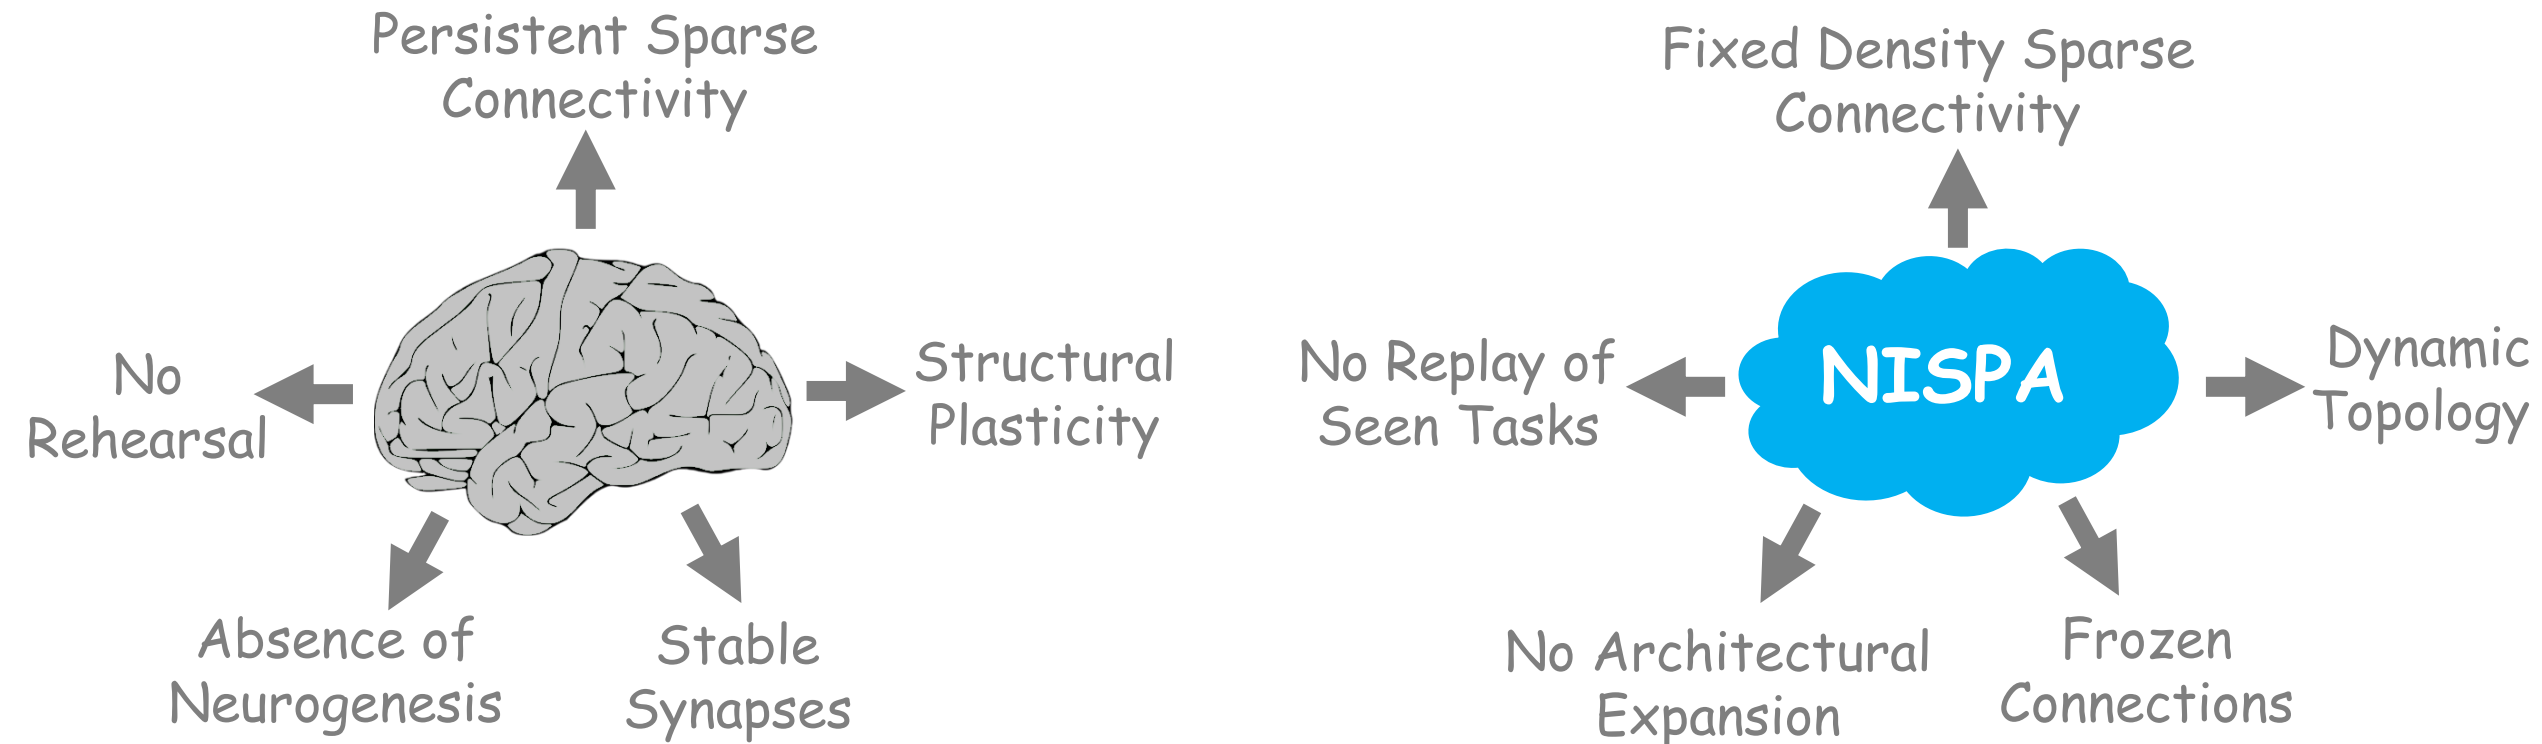 Persistent Sparse
Connectivity
No
Rehearsal
Structural
Plasticity
Absence of
Neurogenesis
Stable
Synapses
Fixed Density Sparse
Connectivity
No Replay of
Seen Tasks
NISPA
Dynamic
Topology
No Architectural
Expansion
Frozen
Connections